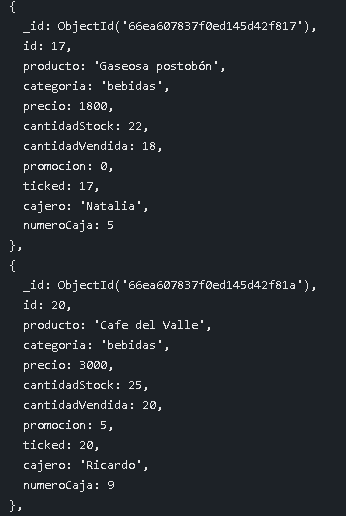 {
_id: ObjectId('66ea607837f0ed145d42f817'),
id: 17,
producto: 'Gaseosa postobón',
categoria: 'bebidas',
precio: 1800,
cantidadStock: 22,
cantidadVendida: 18,
promocion: 0,
ticked: 17,
cajero: 'Natalia',
numeroCaja: 5
},
{
_id: ObjectId('66ea607837f0ed145d42f81a'),
id: 20,
producto: 'Cafe del Valle',
categoria: 'bebidas',
precio: 3000,
cantidadStock: 25,
cantidadVendida: 20,
promocion: 5,
ticked: 20,
cajero: 'Ricardo',
numeroCaja: 9
},